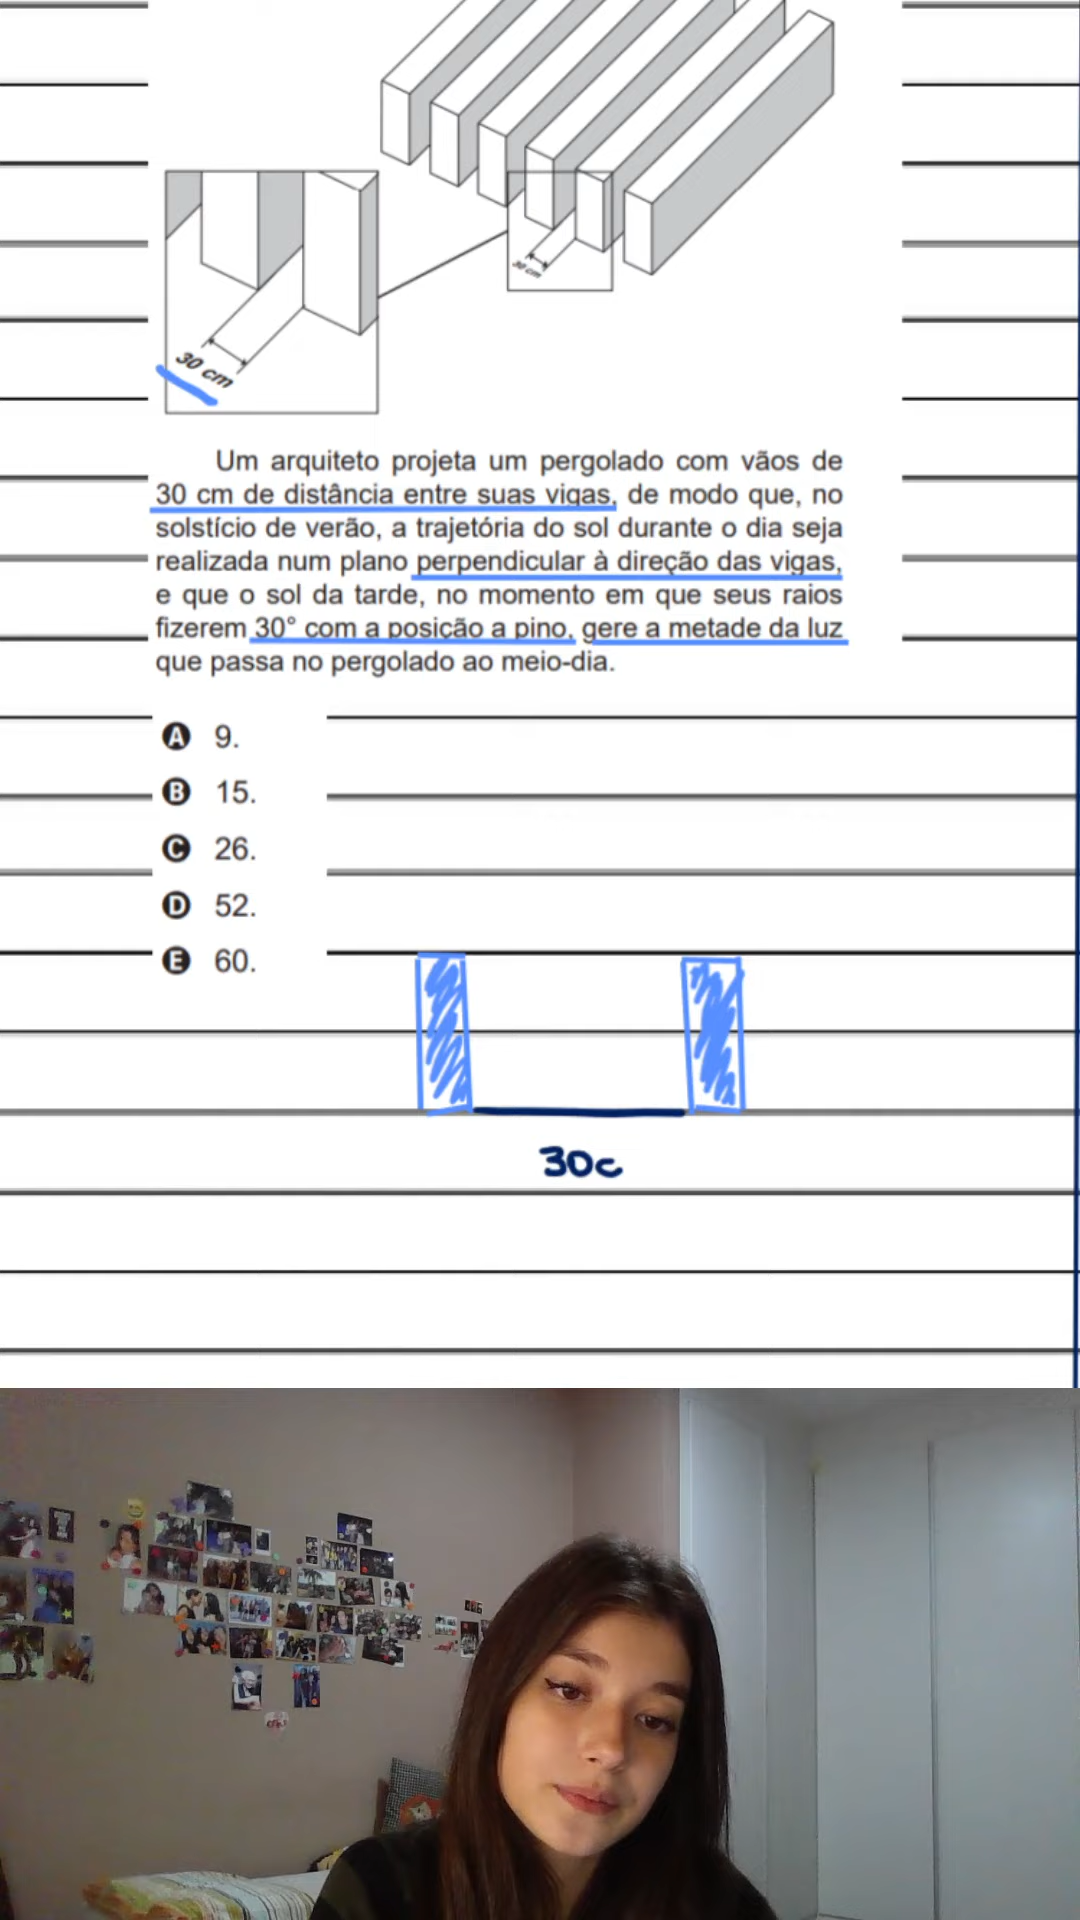 30 cm
30 cm
Um arquiteto projeta um pergolado com vãos de
30 cm de distância entre suas vigas, de modo que, no
solstício de verão, a trajetória do sol durante o dia seja
realizada num plano perpendicular à direção das vigas,
e que o sol da tarde, no momento em que seus raios
fizerem 30° com a posição a pino, gere a metade da luz
que passa no pergolado ao meio-dia.
A 9.
B 15.
C 26.
D 52.
E 60.
30c